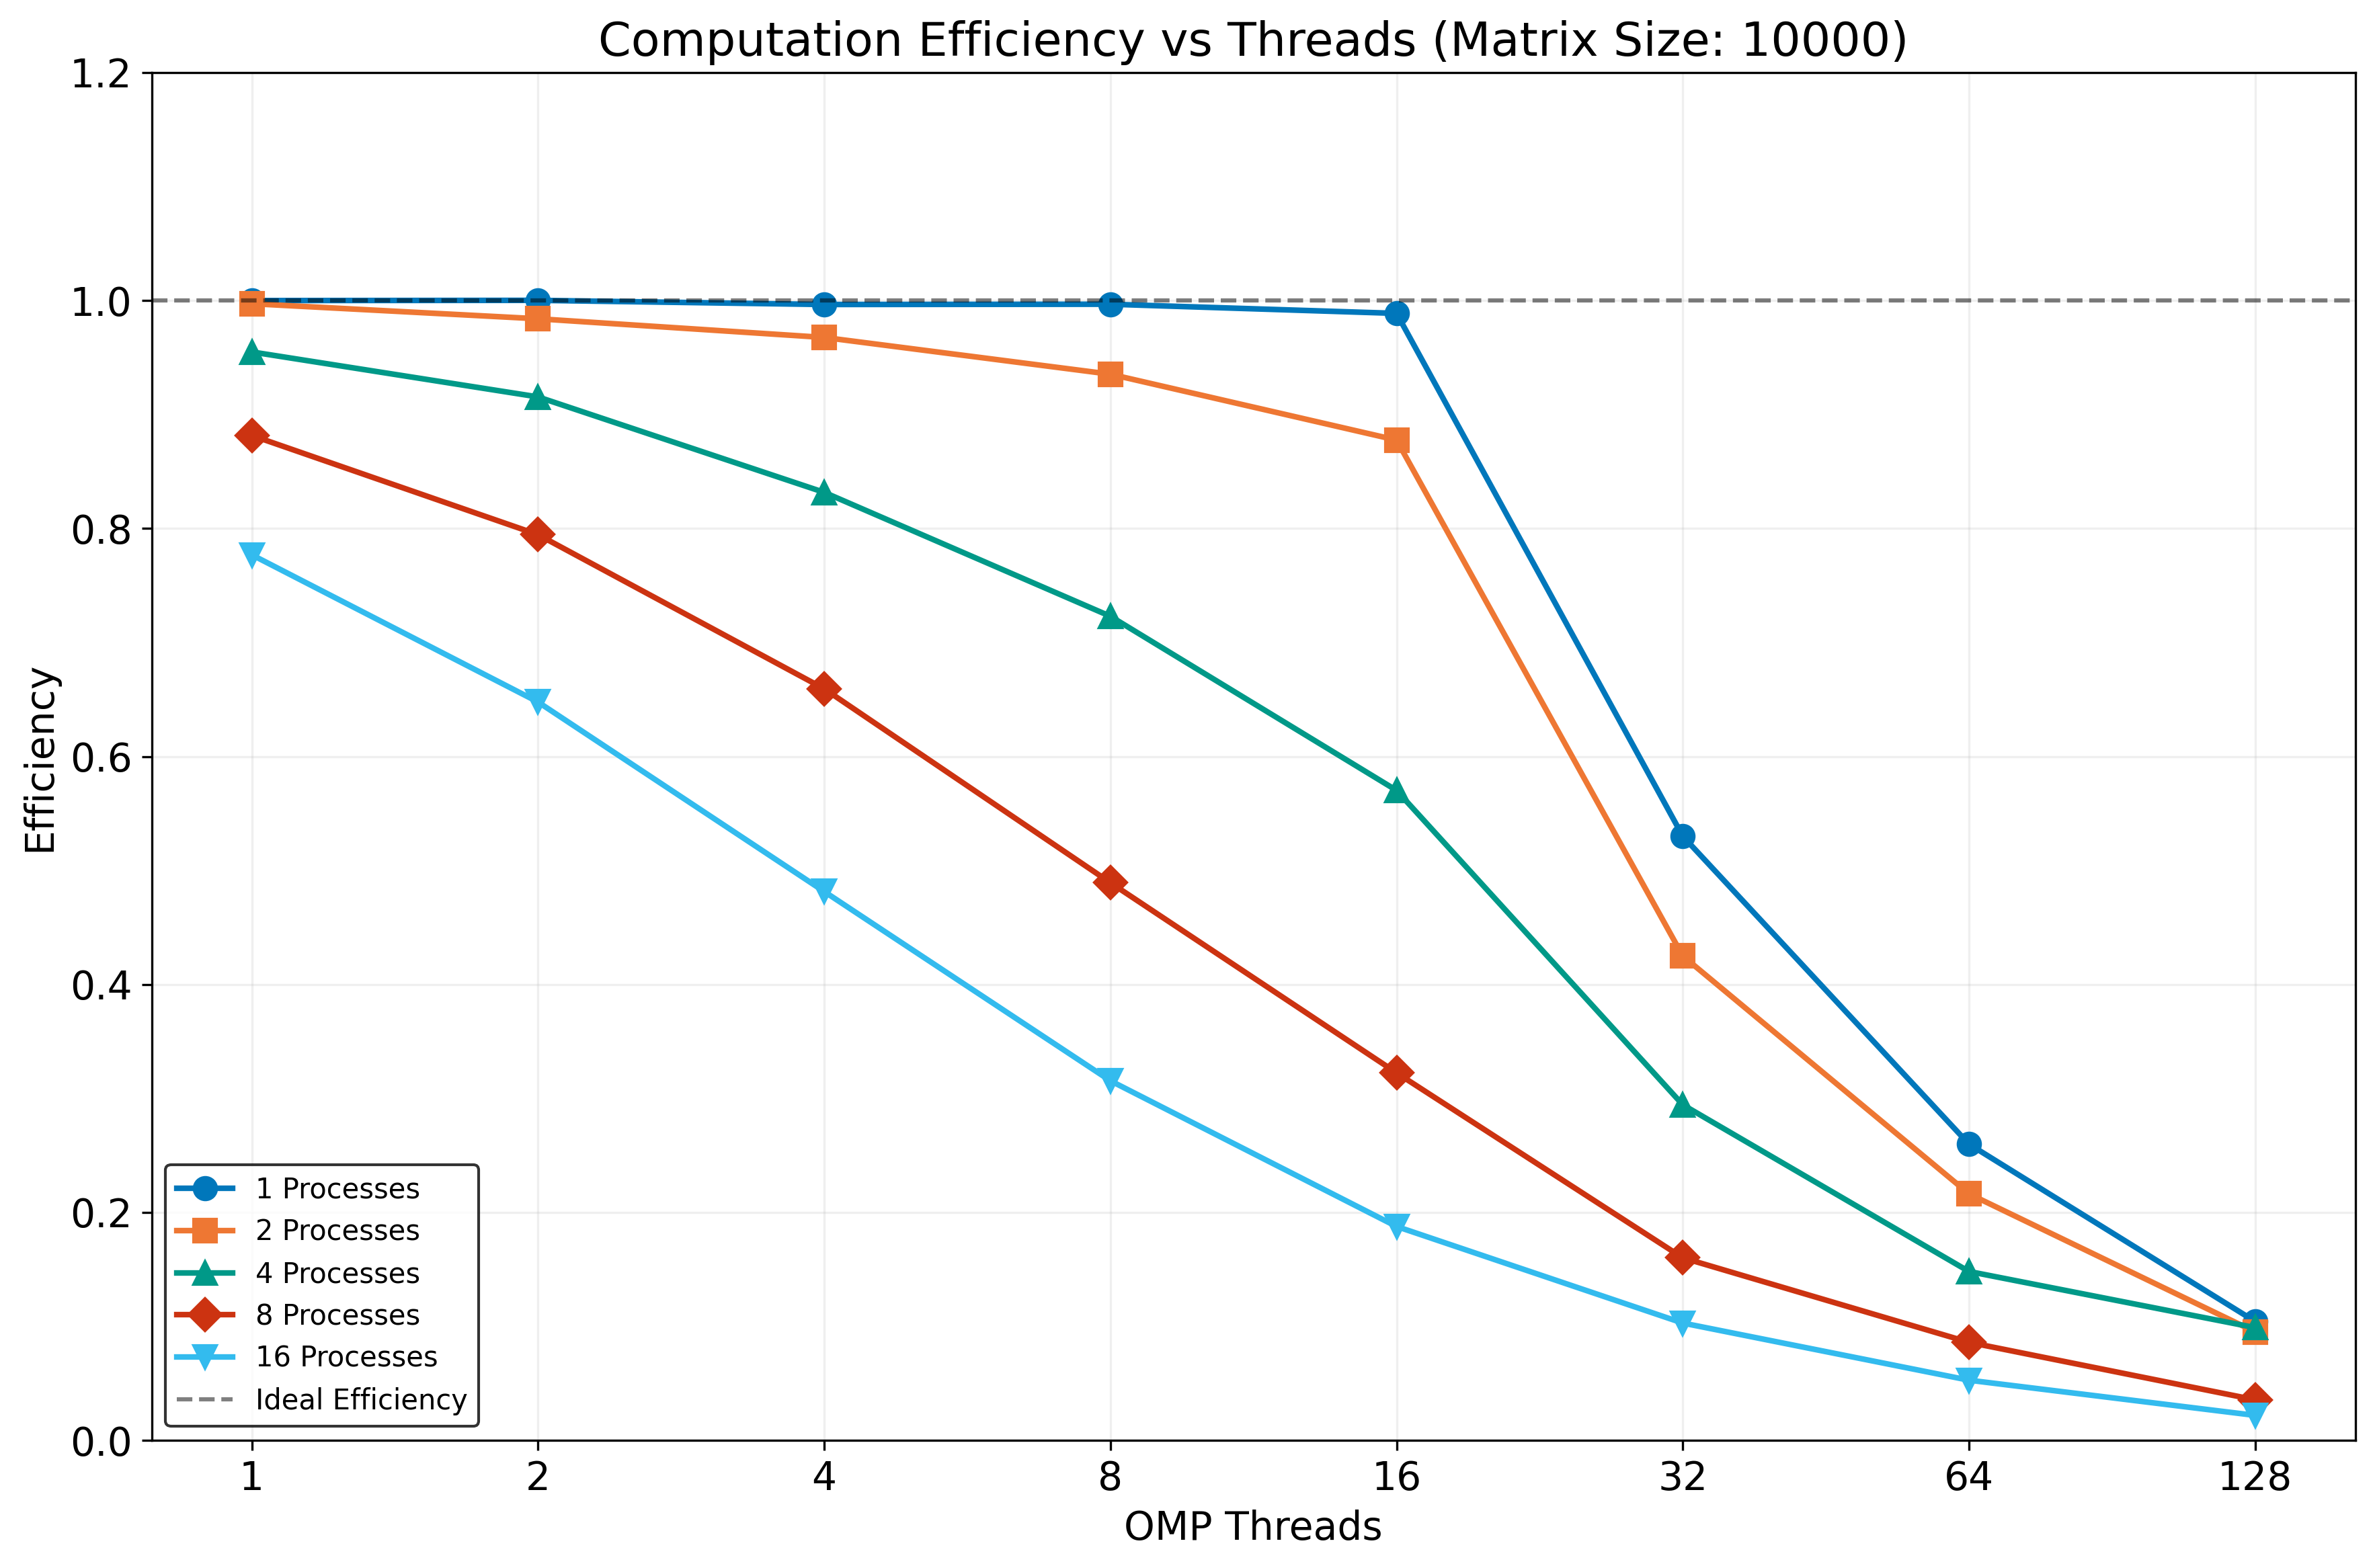 Computation Efficiency vs Threads (Matrix Size: 10000)
Efficiency
1.2
1.0
0.8
0.6
0.4
0.2
0.0
1 Processes
2 Processes
4 Processes
8 Processes
16 Processes
Ideal Efficiency
1 2 4 8 16 32 64 128
OMP Threads